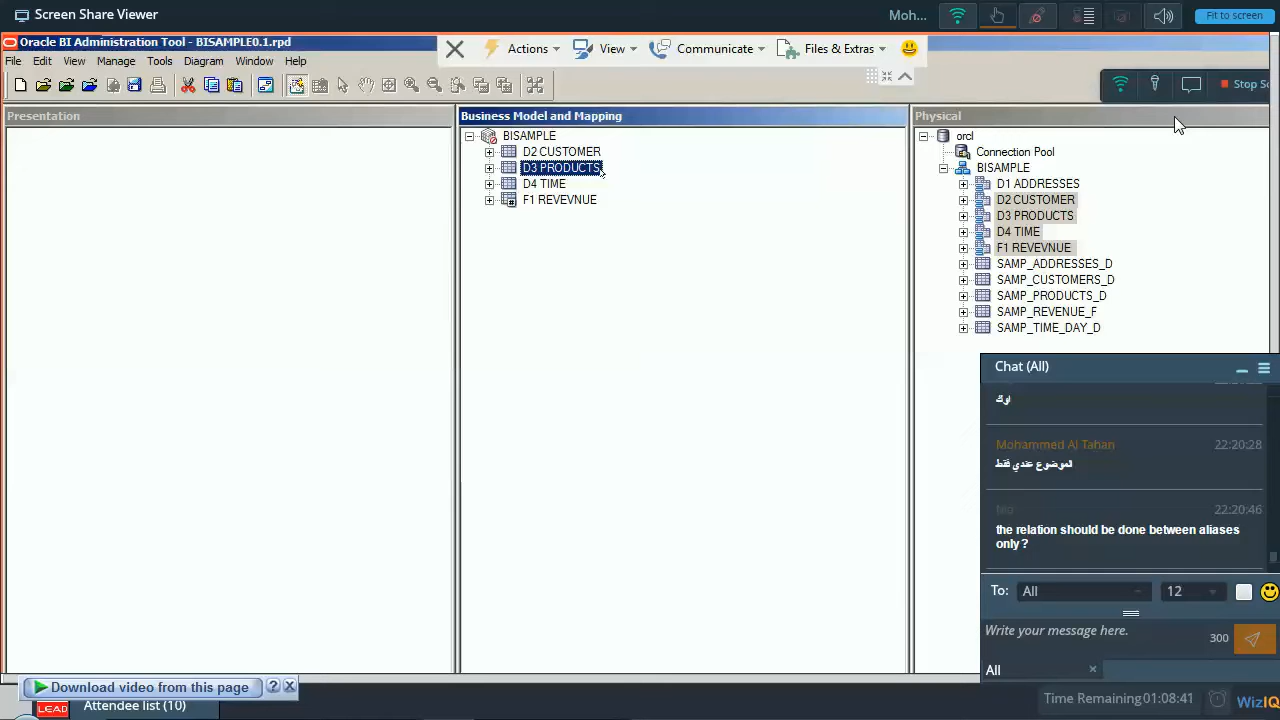 Screen Share Viewer
Moh...
Fit to screen
Oracle BI Administration Tool - BISAMPLE0.1.rpd
Actions
View
Communicate
Files & Extras
File Edit View Manage Tools Diagram Window Help
Stop Sc
Presentation
Business Model and Mapping
BISAMPLE
D2 CUSTOMER
D3 PRODUCTS
D4 TIME
F1 REVEVNUE
Physical
orcl
Connection Pool
BISAMPLE
D1 ADDRESSES
D2 CUSTOMER
D3 PRODUCTS
D4 TIME
F1 REVEVNUE
SAMP_ADDRESSES_D
SAMP_CUSTOMERS_D
SAMP_PRODUCTS_D
SAMP_REVENUE_F
SAMP_TIME_DAY_D
Chat (All)
اوك
Mohammed Al Tahan 22:20:28
الموضوع عندي فقط
22:20:46
the relation should be done between aliases
only?
To: All 12
Write your message here.
300
All
Download video from this page
LEAD
Attendee list (10)
Time Remaining 01:08:41
WizIQ